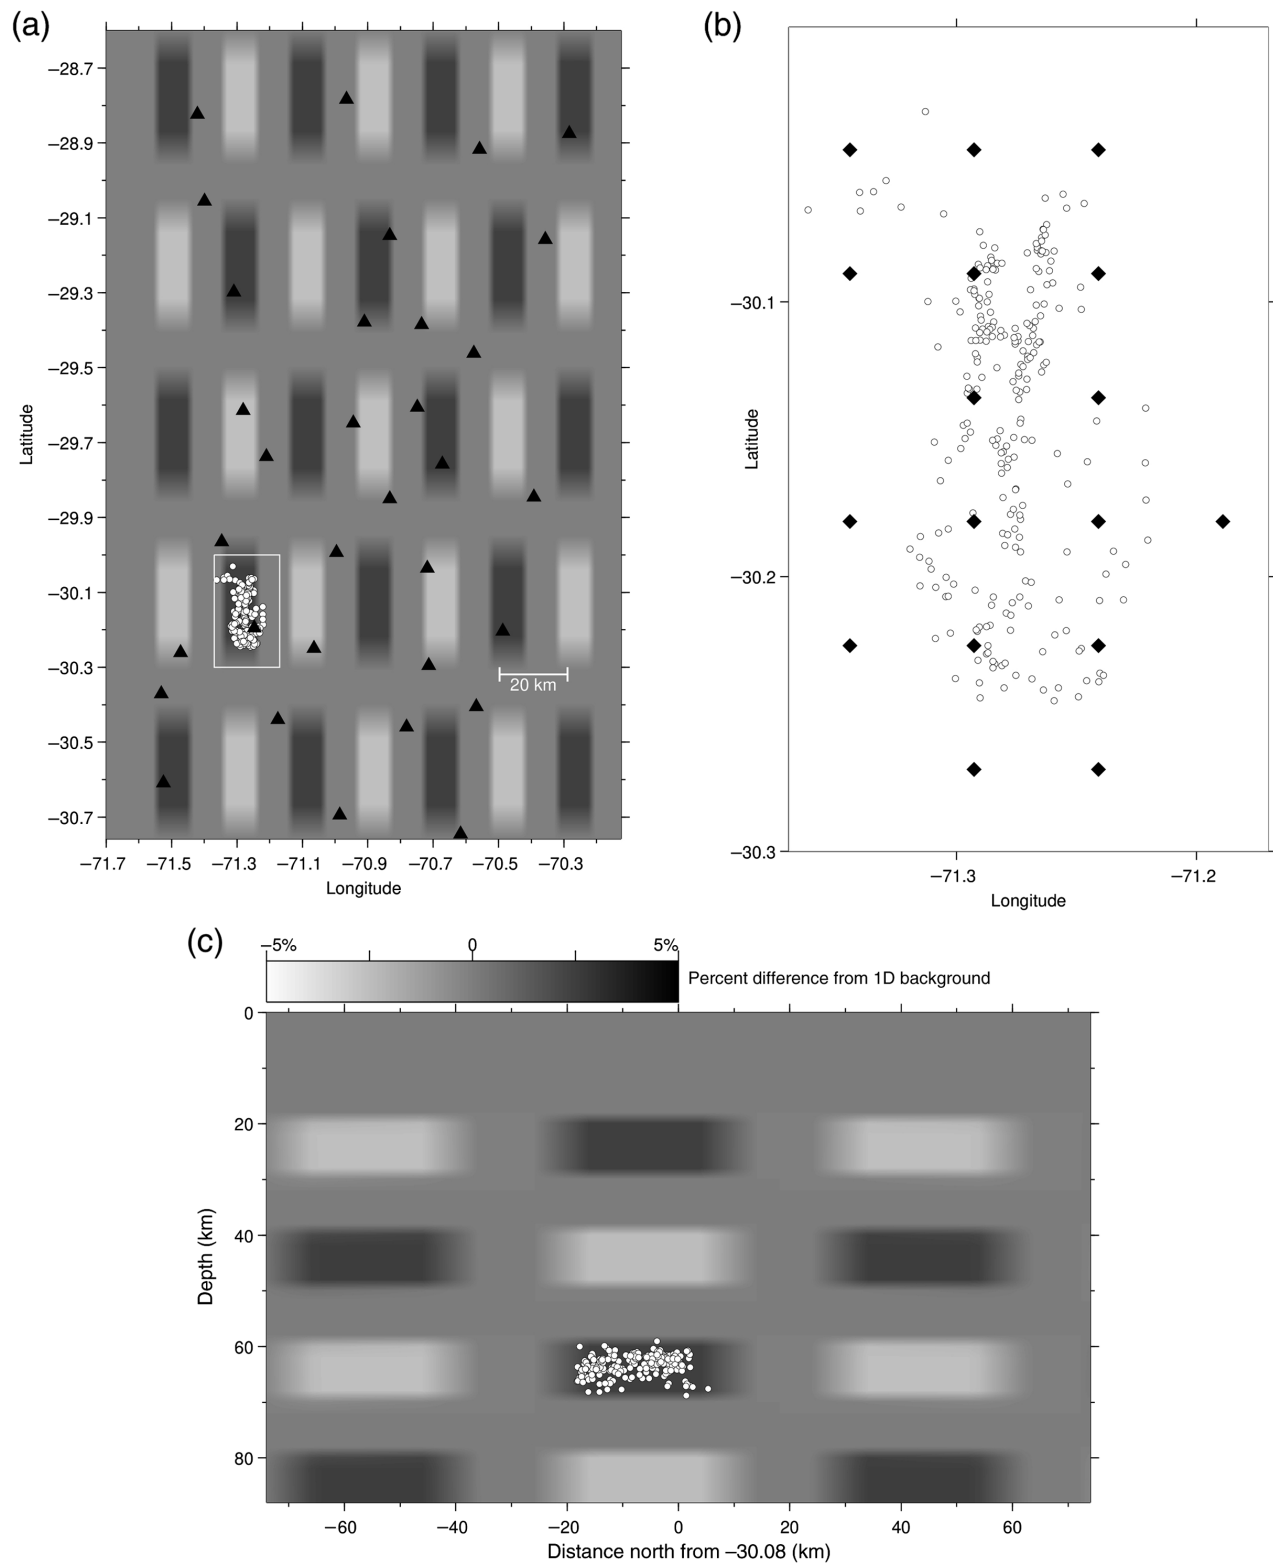 (a)
(b)
−28.7
−28.9
−29.1
−29.3
−29.5
−29.7
−29.9
−30.1
−30.3
−30.5
−30.7
Latitude
20 km
−71.7 −71.5 −71.3 −71.1 −70.9 −70.7 −70.5 −70.3
Longitude
−30.1
−30.2
−30.3
Latitude
−71.3 −71.2
Longitude
(c)
−5% 0 5%
Percent difference from 1D background
0
20
40
60
80
Depth (km)
−60 −40 −20 0 20 40 60
Distance north from −30.08 (km)